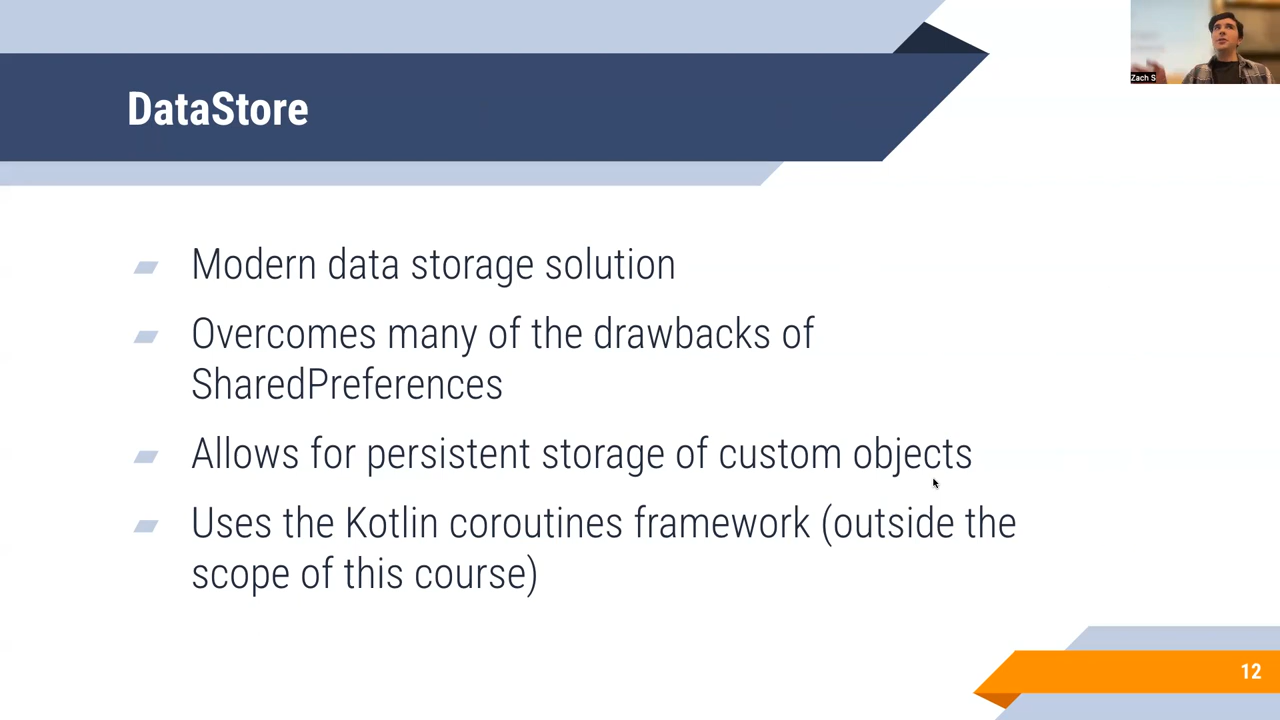 DataStore
Zach S
Modern data storage solution
Overcomes many of the drawbacks of
SharedPreferences
Allows for persistent storage of custom objects
Uses the Kotlin coroutines framework (outside the
scope of this course)
12